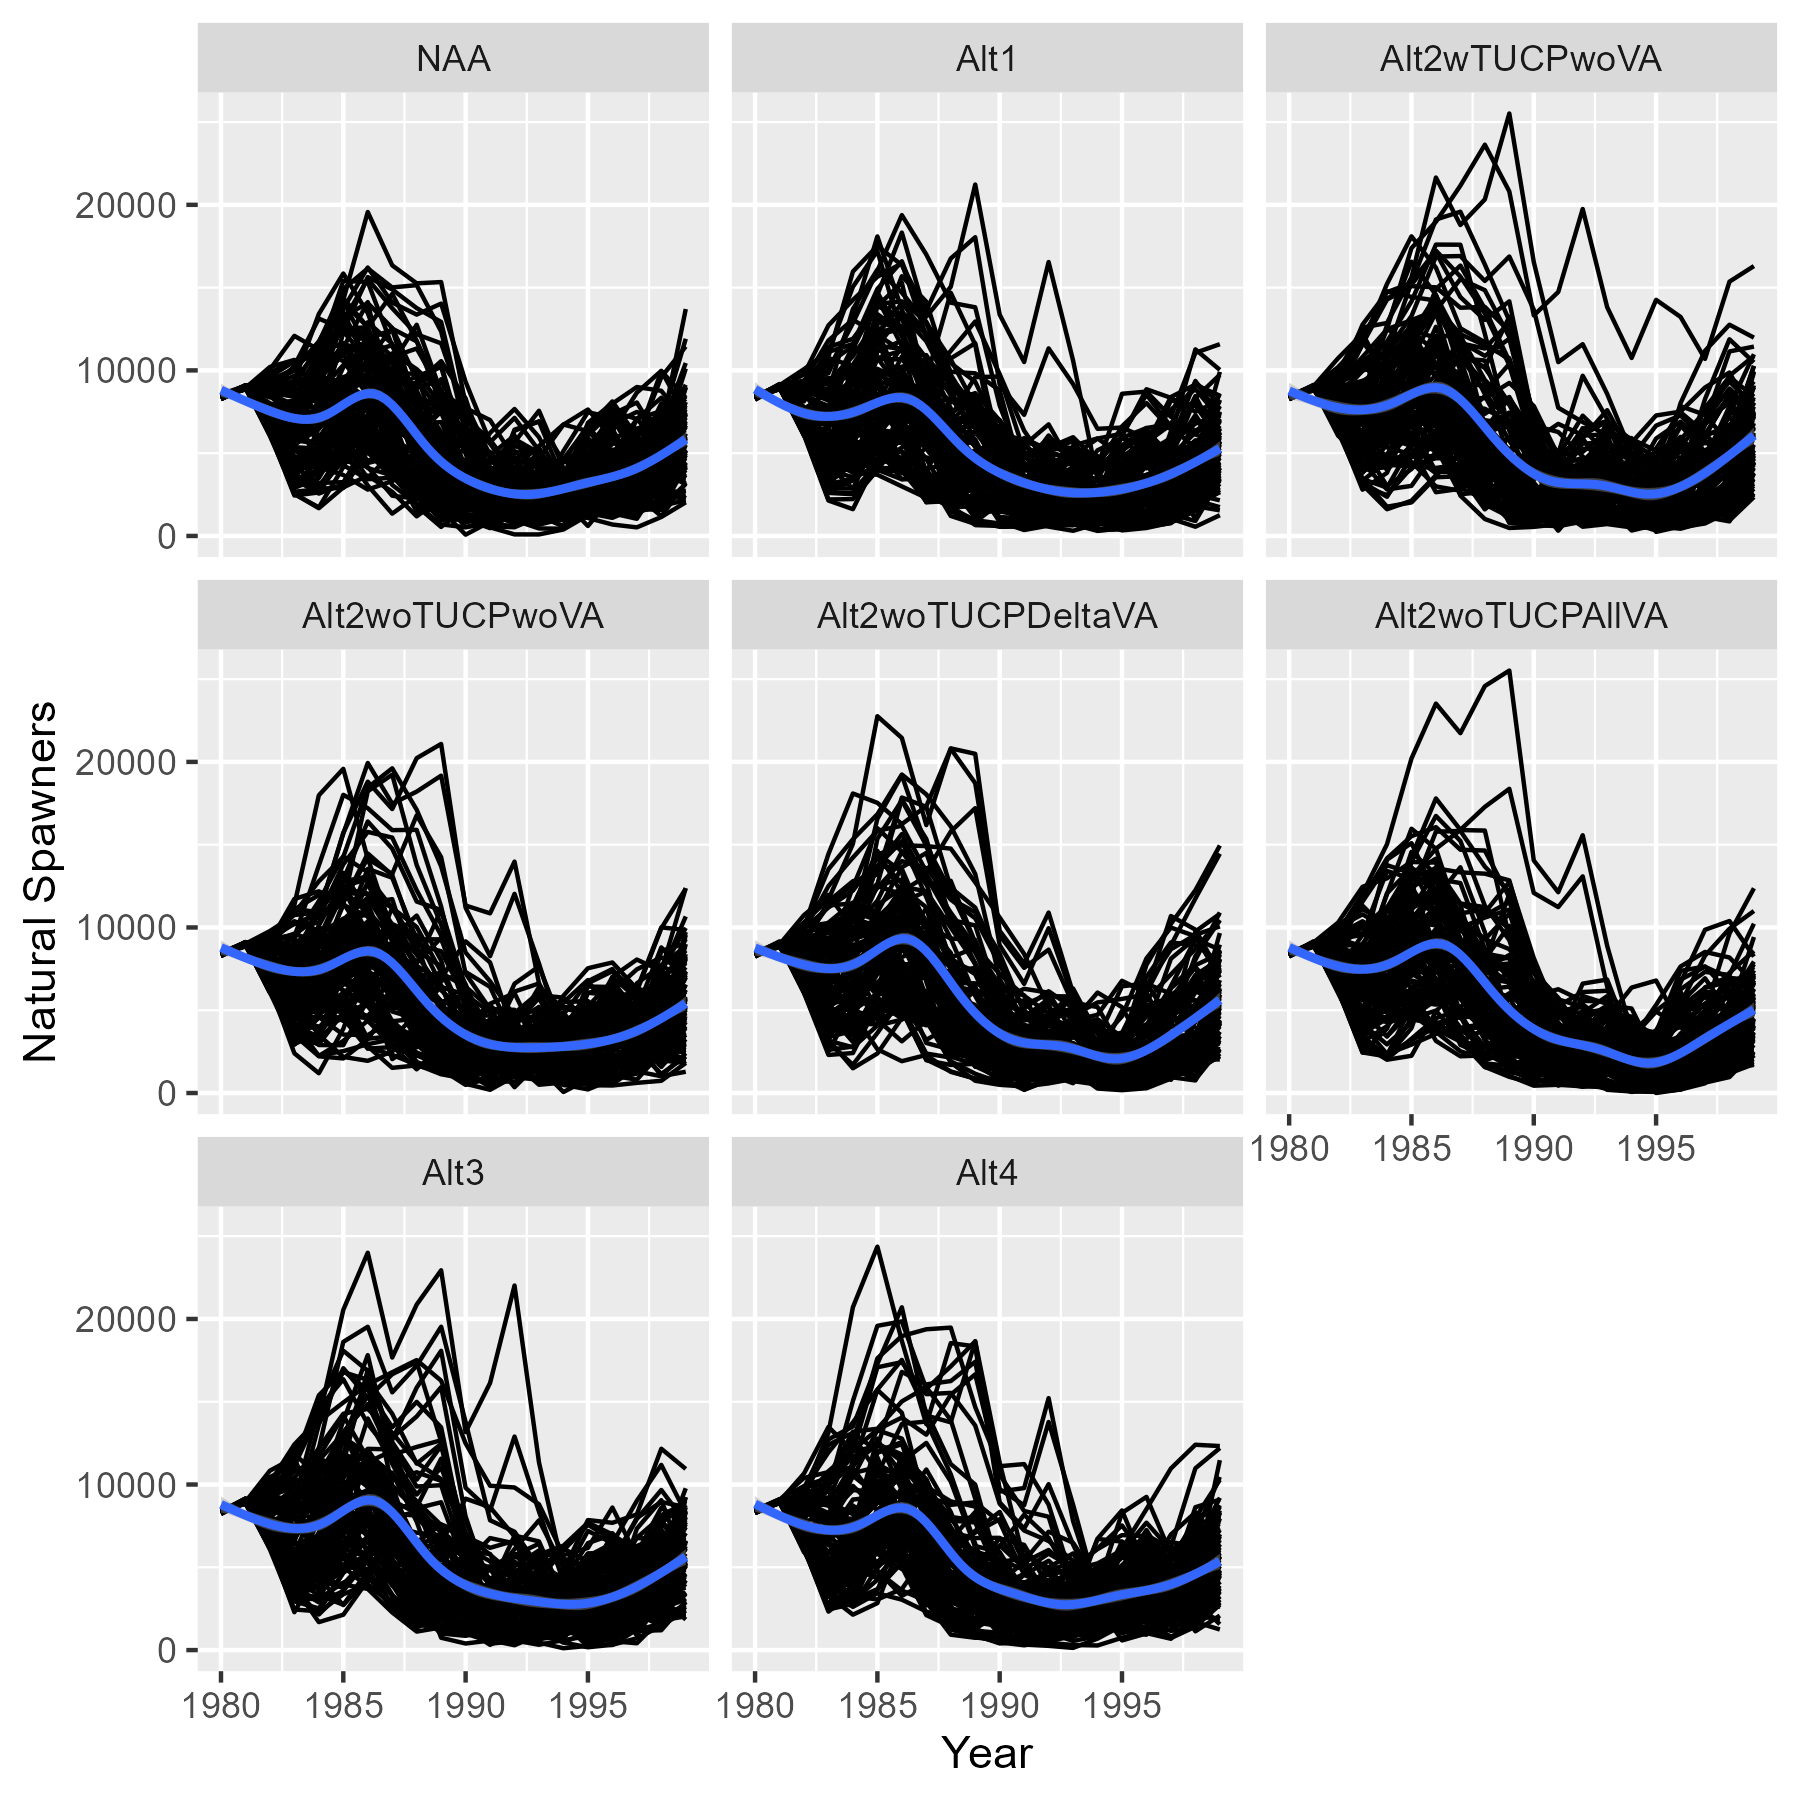 NAA Alt1 Alt2wTUCPwoVA
20000
10000
0
Alt2woTUCPwoVA Alt2woTUCPDeltaVA Alt2woTUCPAllVA
20000
10000
0
1980 1985 1990 1995
Natural Spawners
Alt3 Alt4
20000
10000
0
1980 1985 1990 1995 1980 1985 1990 1995
Year